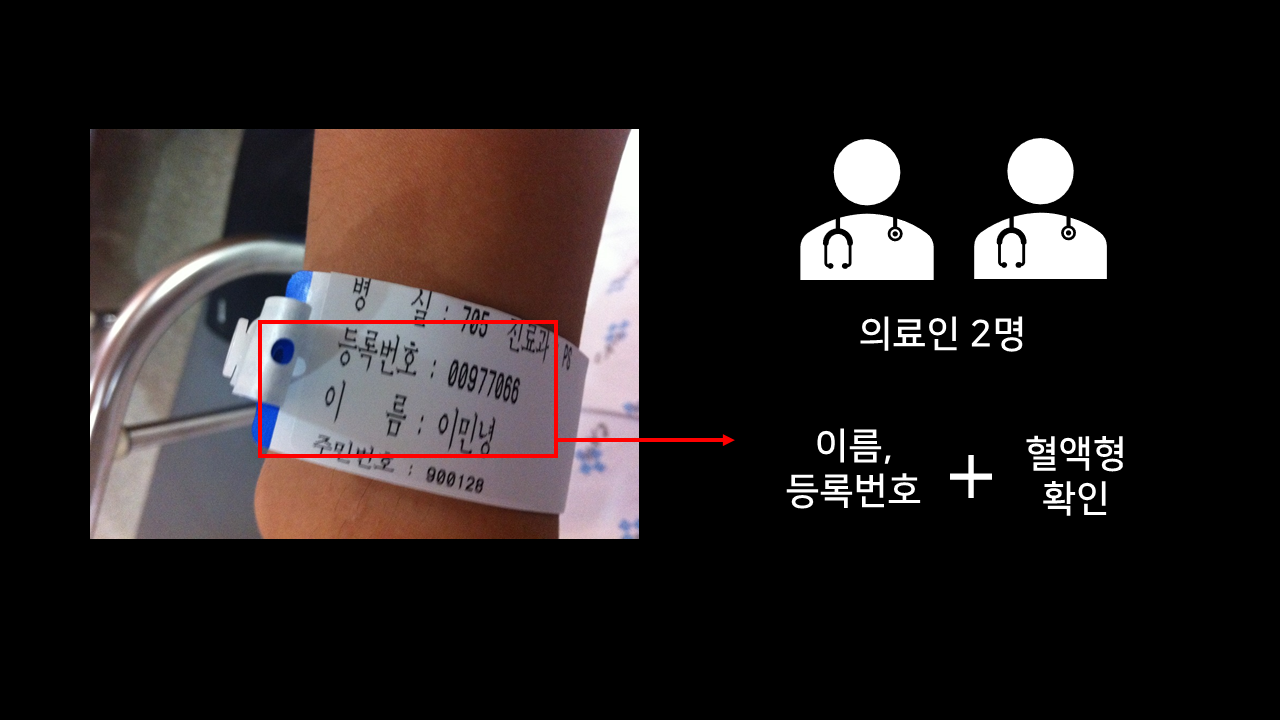 병 실 : 705 진료과 PS
등록번호 : 00977066
이 름 : 이민녕
주민번호 : 900128
의료인 2명
이름,
등록번호
혈액형
확인